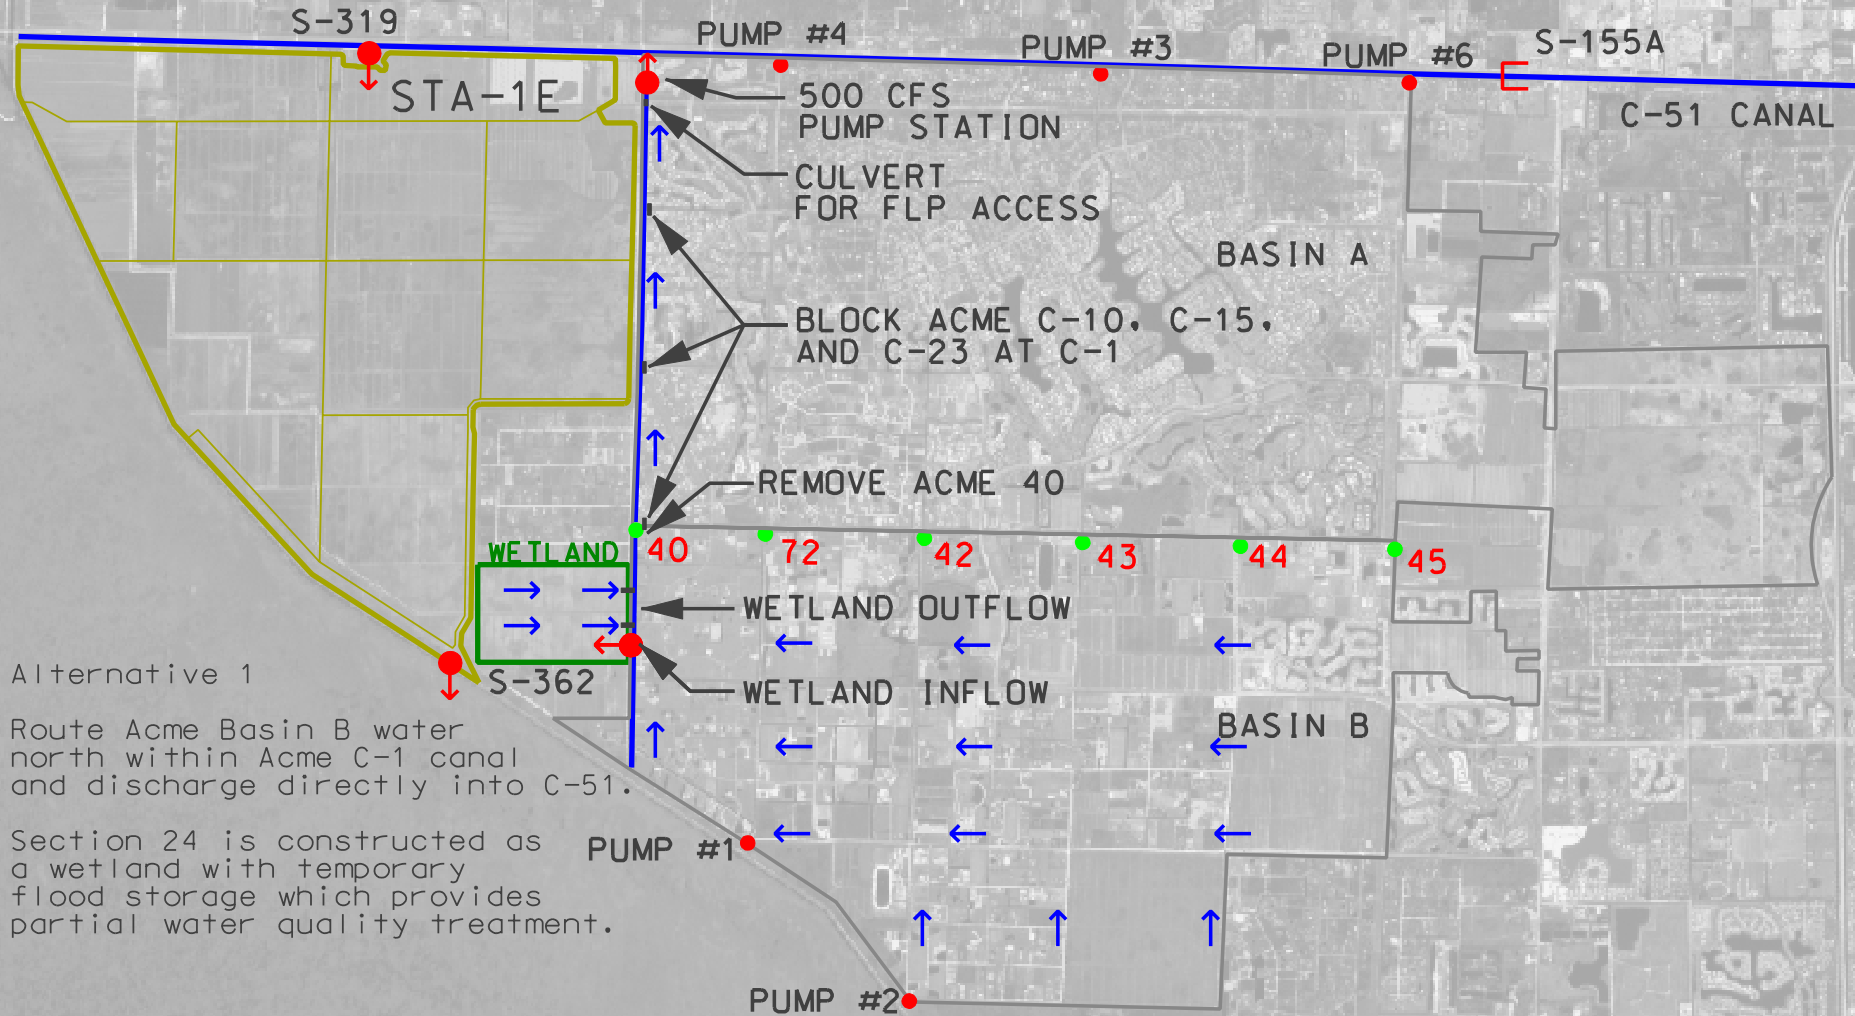 S-319
PUMP #4
PUMP #3
PUMP #6
S-155A
STA-1E
500 CFS
PUMP STATION
C-51 CANAL
CULVERT
FOR FLP ACCESS
BASIN A
BLOCK ACME C-10, C-15,
AND C-23 AT C-1
REMOVE ACME 40
WETLAND
40
72
42
43
44
45
WETLAND OUTFLOW
S-362
WETLAND INFLOW
BASIN B
Alternative 1
Route Acme Basin B water
north within Acme C-1 canal
and discharge directly into C-51.
Section 24 is constructed as
a wetland with temporary
flood storage which provides
partial water quality treatment.
PUMP #1
PUMP #2